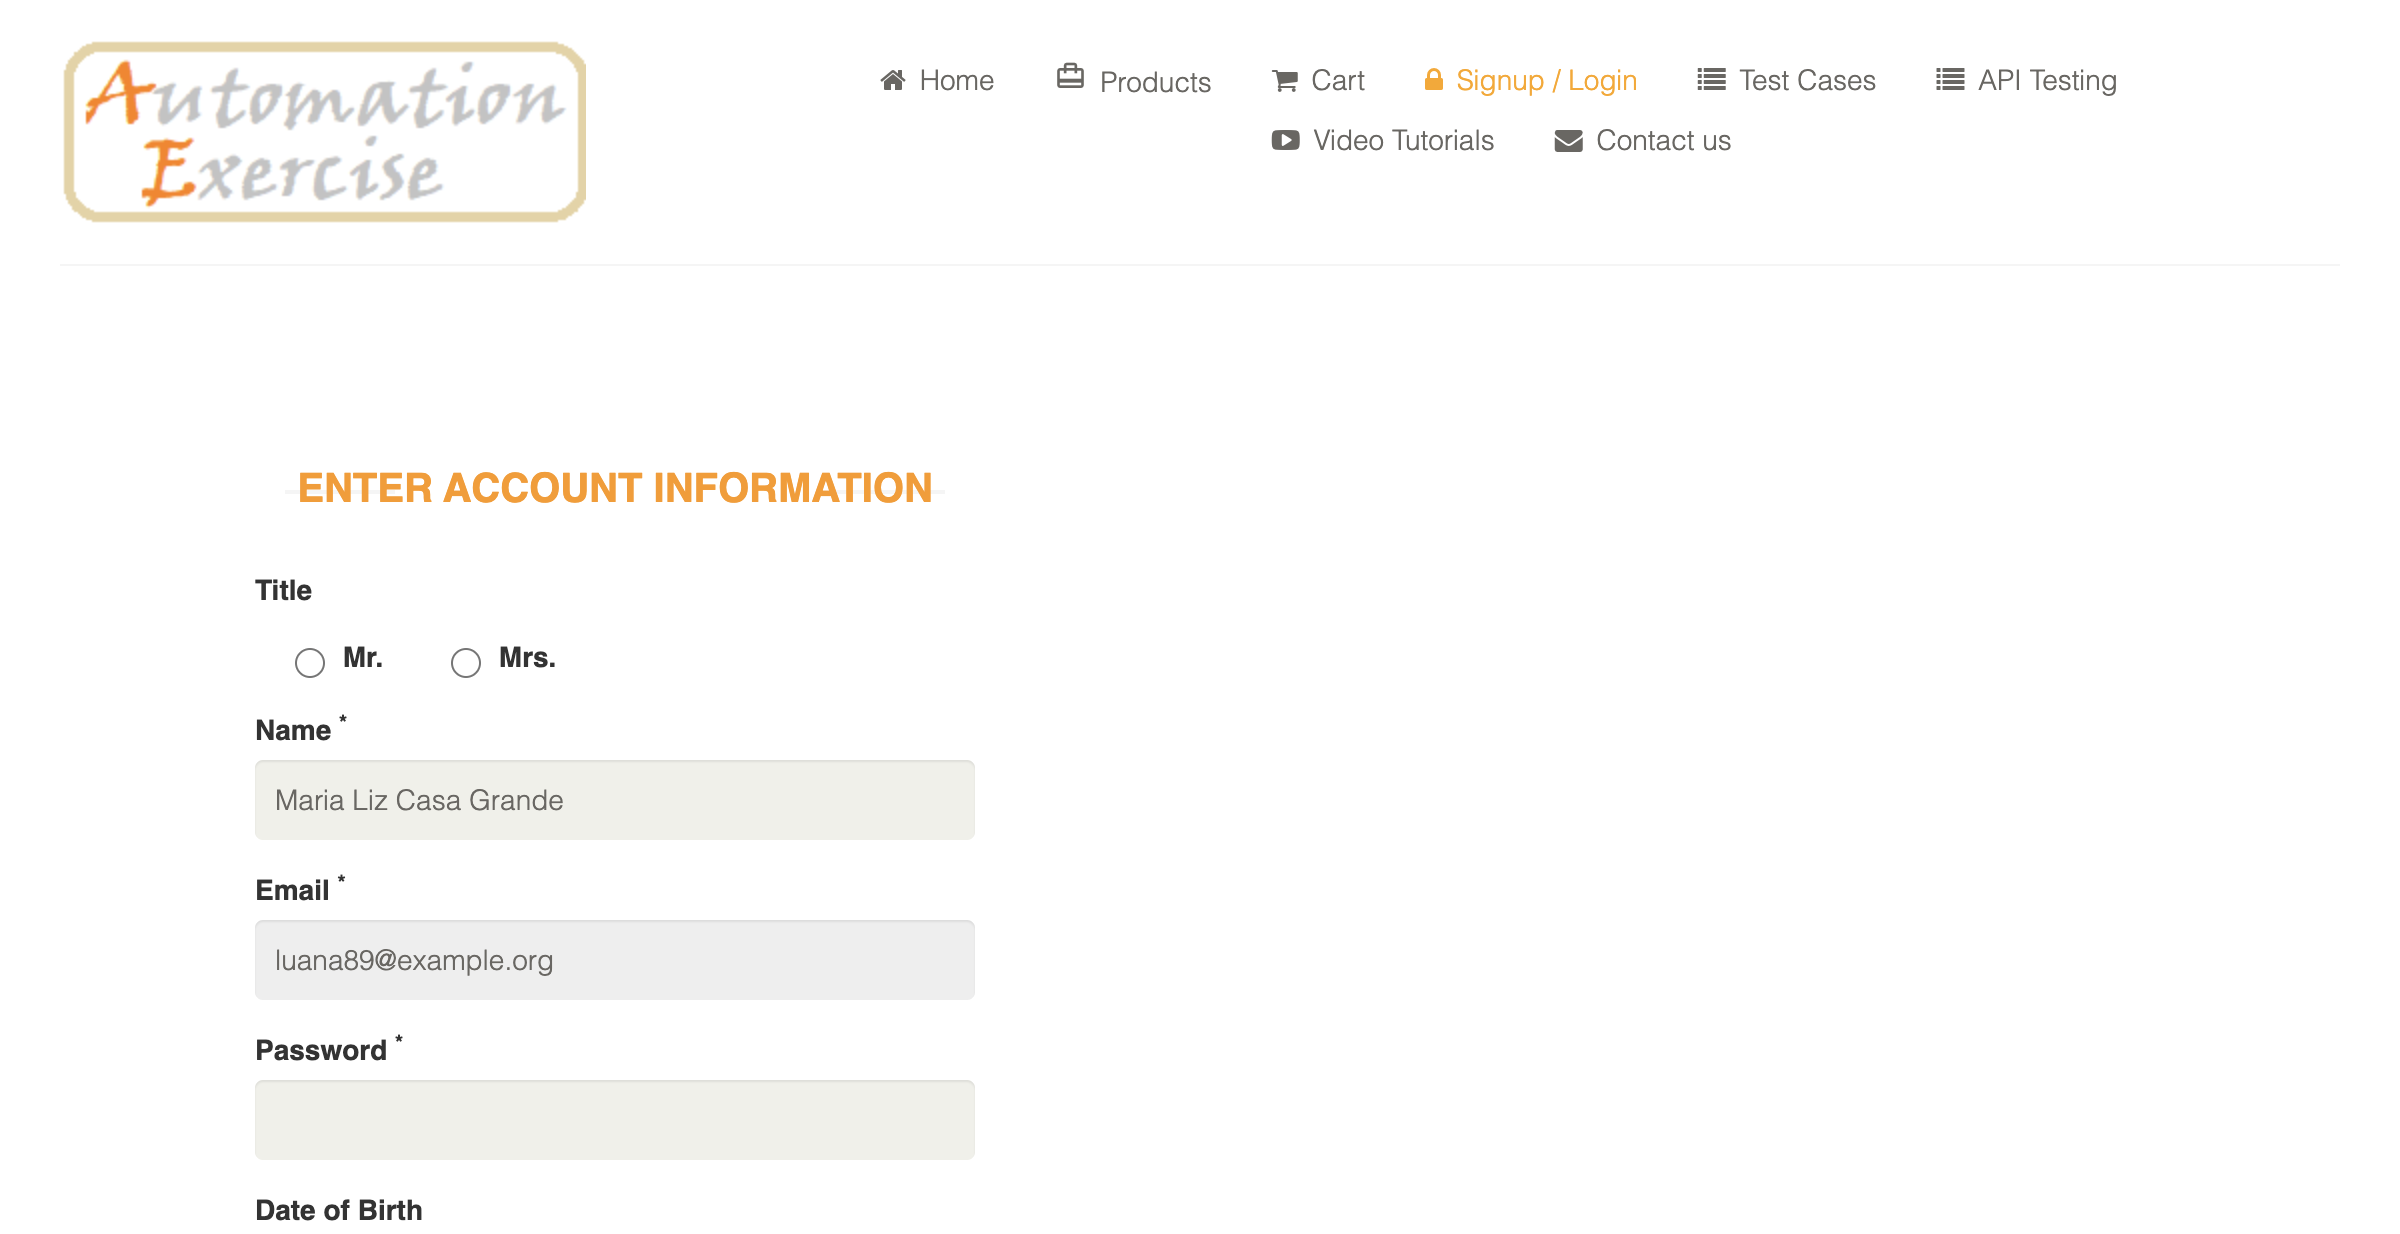 Automation
Exercise
Home Products Cart Signup / Login Test Cases API Testing
Video Tutorials Contact us
ENTER ACCOUNT INFORMATION
Title
Mr. Mrs.
Name *
Maria Liz Casa Grande
Email *
luana89@example.org
Password *
Date of Birth